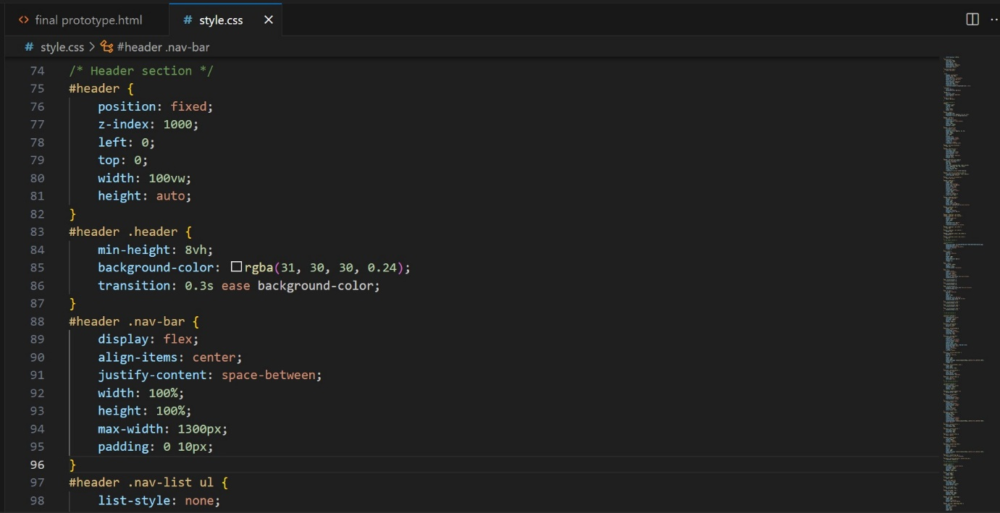 final prototype.html
# style.css
# style.css > #header .nav-bar
74 /* Header section */
75 #header {
76     position: fixed;
77     z-index: 1000;
78     left: 0;
79     top: 0;
80     width: 100vw;
81     height: auto;
82 }
83 #header .header {
84     min-height: 8vh;
85     background-color: rgba(31, 30, 30, 0.24);
86     transition: 0.3s ease background-color;
87 }
88 #header .nav-bar {
89     display: flex;
90     align-items: center;
91     justify-content: space-between;
92     width: 100%;
93     height: 100%;
94     max-width: 1300px;
95     padding: 0 10px;
96 }
97 #header .nav-list ul {
98     list-style: none;